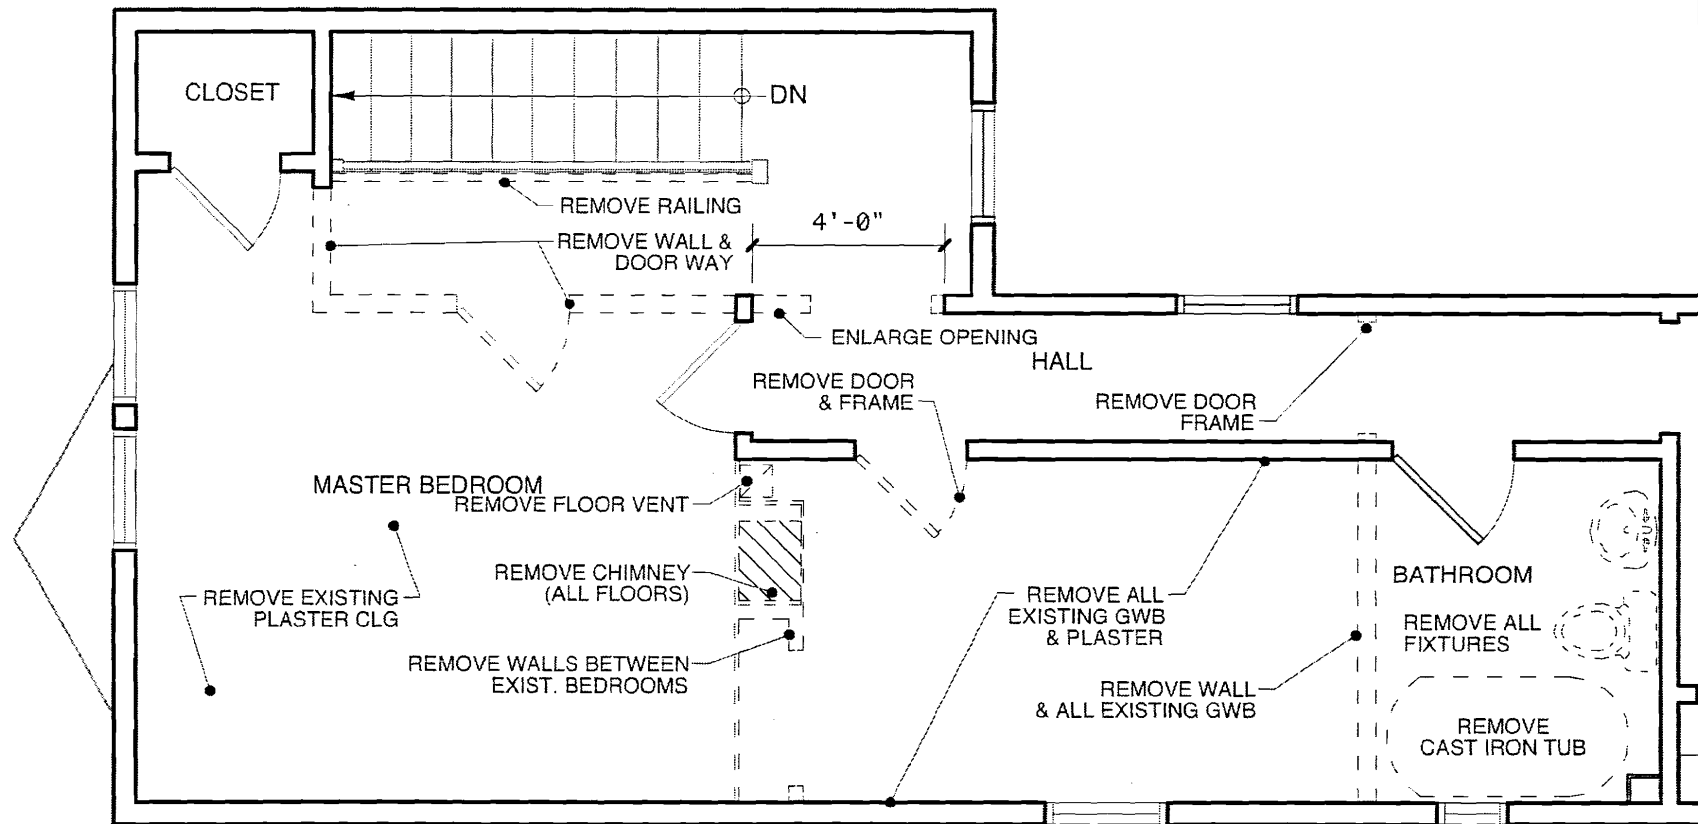 CLOSET
DN
REMOVE RAILING
4'-0"
REMOVE WALL &
DOOR WAY
ENLARGE OPENING
HALL
REMOVE DOOR
& FRAME
REMOVE DOOR
FRAME
MASTER BEDROOM
REMOVE FLOOR VENT
REMOVE CHIMNEY
(ALL FLOORS)
REMOVE EXISTING
PLASTER CLG
REMOVE WALLS BETWEEN
EXIST. BEDROOMS
REMOVE ALL
EXISTING GWB
& PLASTER
BATHROOM
REMOVE ALL
FIXTURES
REMOVE WALL
& ALL EXISTING GWB
REMOVE
CAST IRON TUB